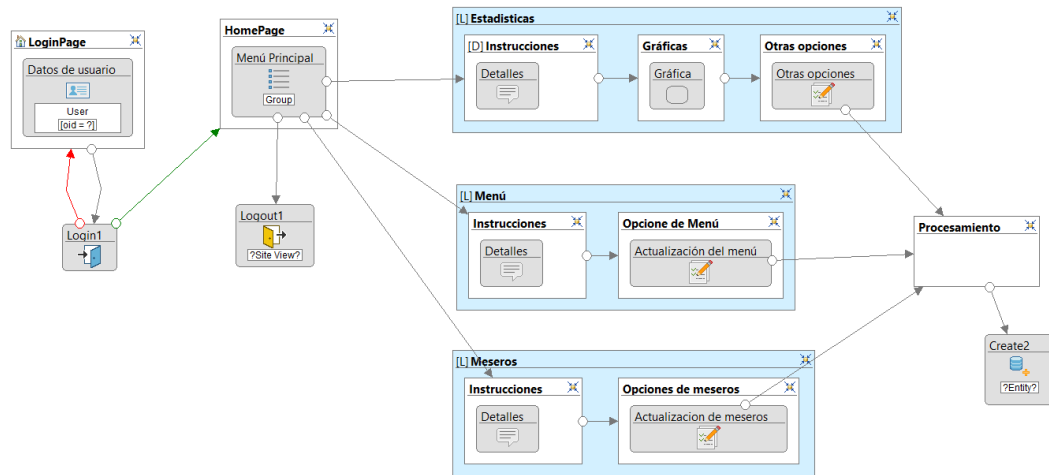 LoginPage
Datos de usuario
User
[oid = ?]
Login1
HomePage
Menú Principal
Group
Logout1
?Site View?
[L] Estadisticas
[D] Instrucciones
Detalles
Gráficas
Gráfica
Otras opciones
Otras opciones
[L] Menú
Instrucciones
Detalles
Opcione de Menú
Actualización del menú
[L] Meseros
Instrucciones
Detalles
Opciones de meseros
Actualizacion de meseros
Procesamiento
Create2
?Entity?